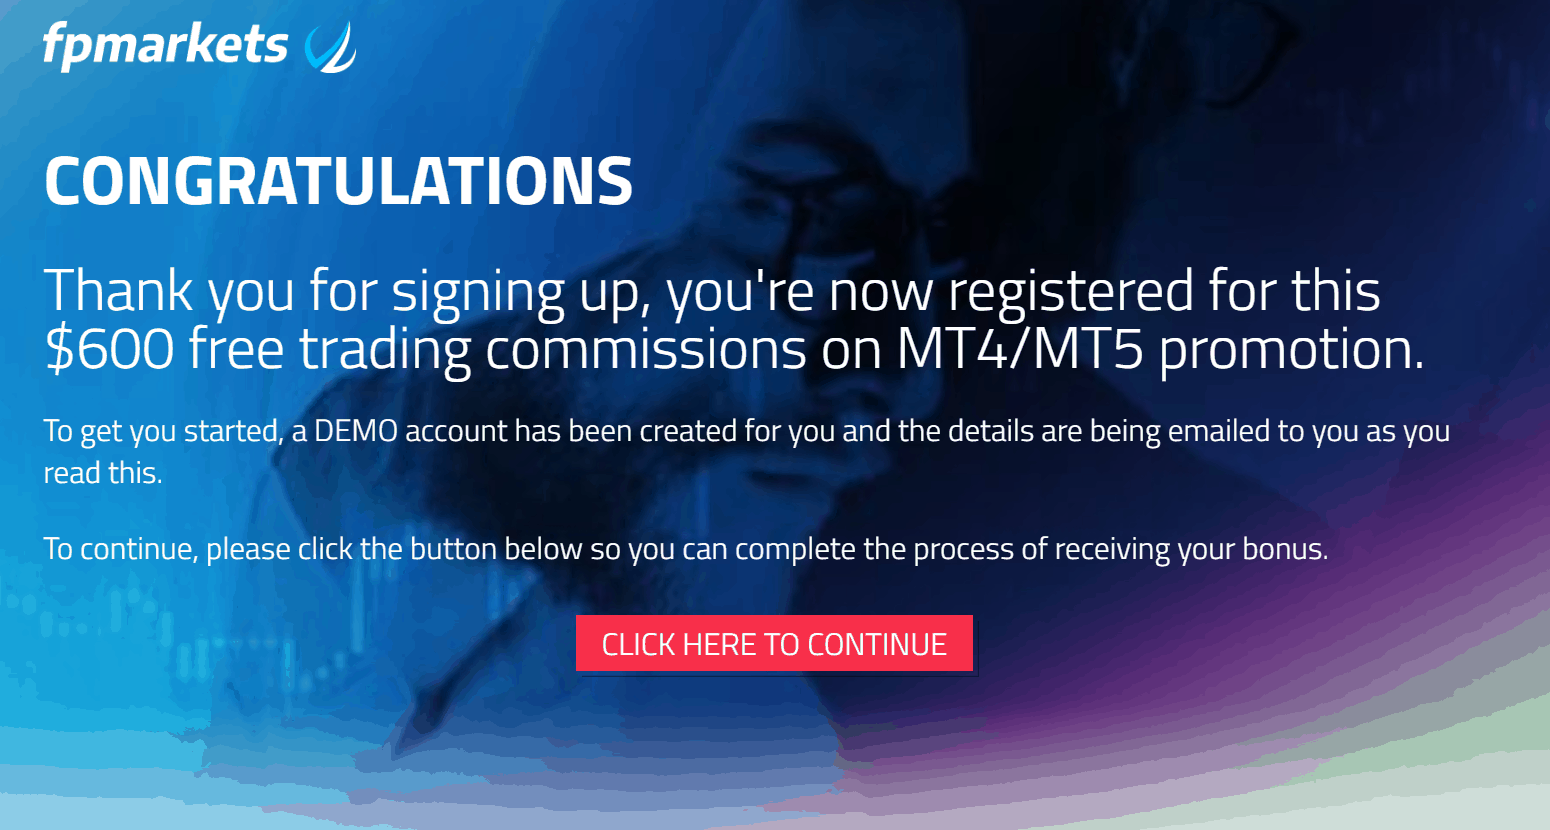 fpmarkets
CONGRATULATIONS
Thank you for signing up, you're now registered for this
$600 free trading commissions on MT4/MT5 promotion.
To get you started, a DEMO account has been created for you and the details are being emailed to you as you
read this.
To continue, please click the button below so you can complete the process of receiving your bonus.
CLICK HERE TO CONTINUE